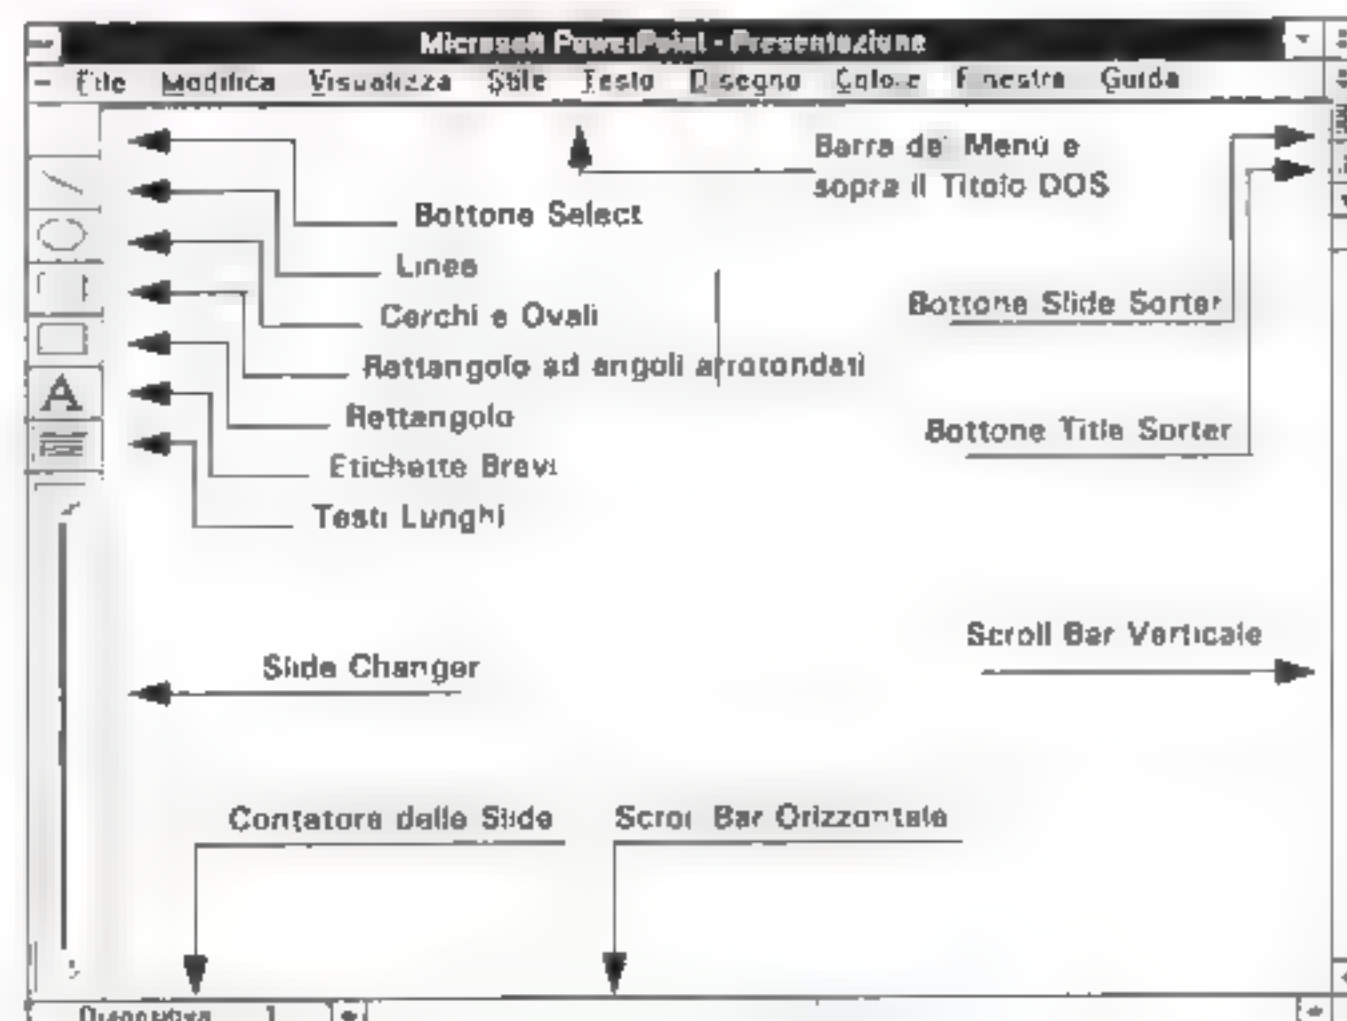 Microsoft PowerPoint - Presentazione
File Modifica Visualizza Stile Testo Disegno Colore Finestra Guida
Barra dei Menù e
sopra il Titolo DOS
Bottone Select
Linea
Cerchi e Ovali
Bottone Slide Sorter
Rettangolo ad angoli arrotondati
Rettangolo
Bottone Title Sorter
A
Etichette Brevi
Testi Lunghi
Scroll Bar Verticale
Slide Changer
Contatore delle Slide
Scroll Bar Orizzontale
Diapositiva 1